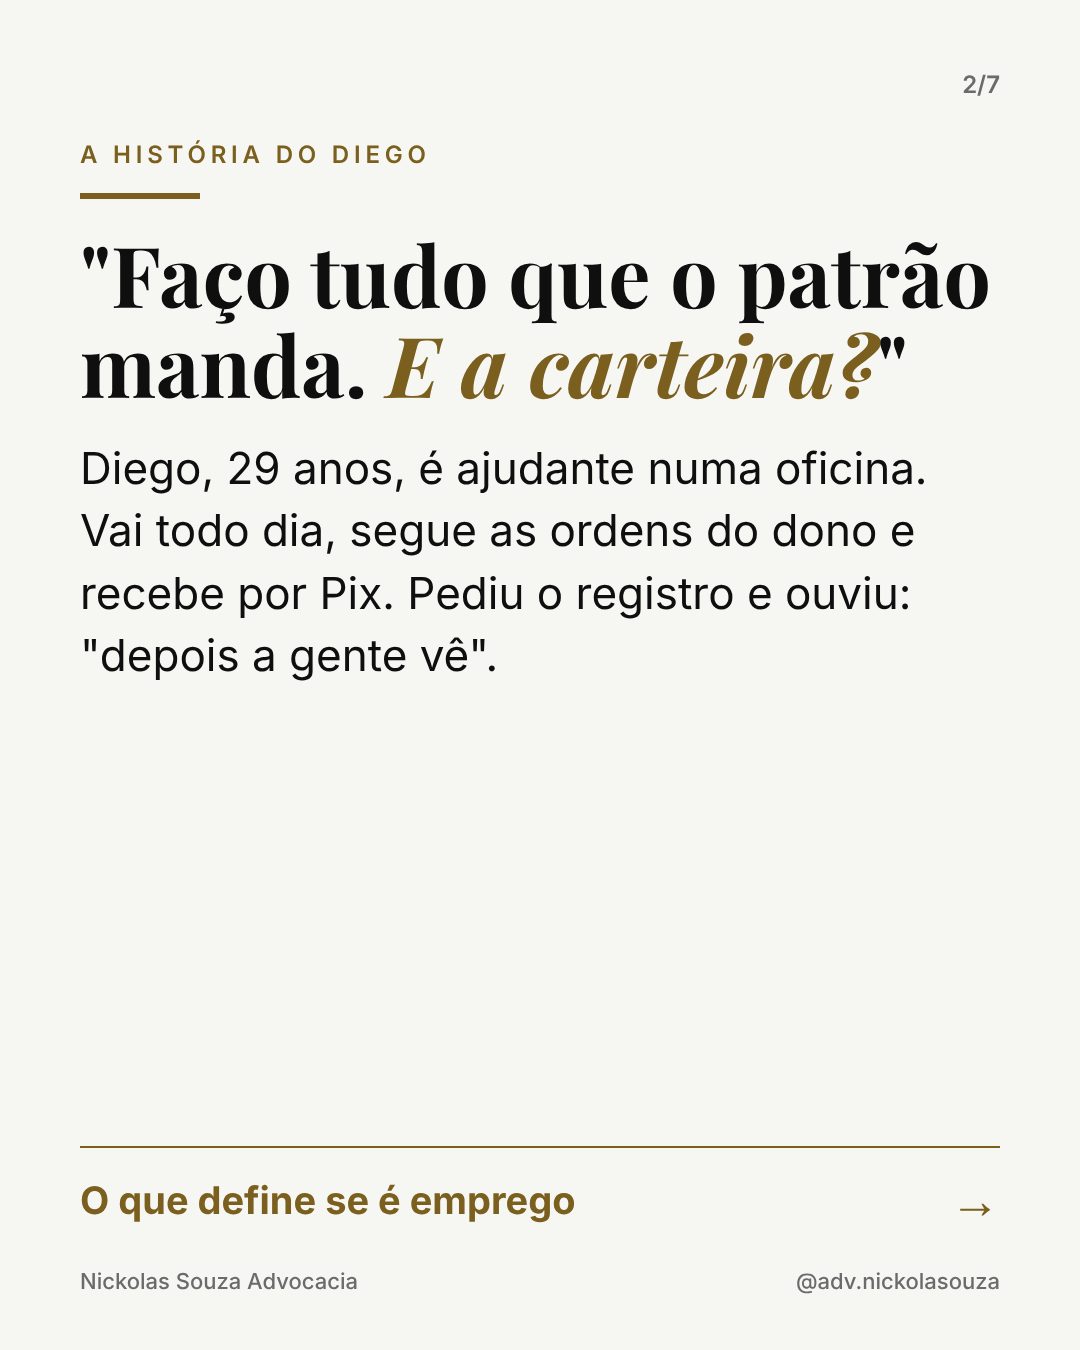 2/7
A HISTÓRIA DO DIEGO
"Faço tudo que o patrão
manda. E a carteira?"
Diego, 29 anos, é ajudante numa oficina.
Vai todo dia, segue as ordens do dono e
recebe por Pix. Pediu o registro e ouviu:
"depois a gente vê".
O que define se é emprego →
Nickolas Souza Advocacia @adv.nickolasouza